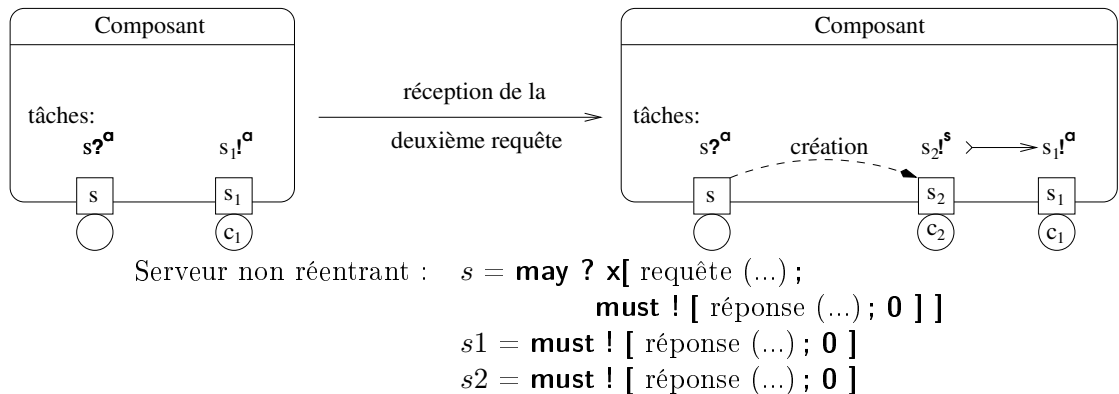 Composant
Composant
réception de la
deuxième requête
tâches:
s?ᵃ s₁!ᵃ
tâches:
s?ᵃ création s₂!ˢ s₁!ᵃ
s s₁
c₁
s s₂ s₁
c₂ c₁
Serveur non réentrant : s = may ? x[ requête (...) ;
must ! [ réponse (...) ; 0 ] ]
s1 = must ! [ réponse (...) ; 0 ]
s2 = must ! [ réponse (...) ; 0 ]